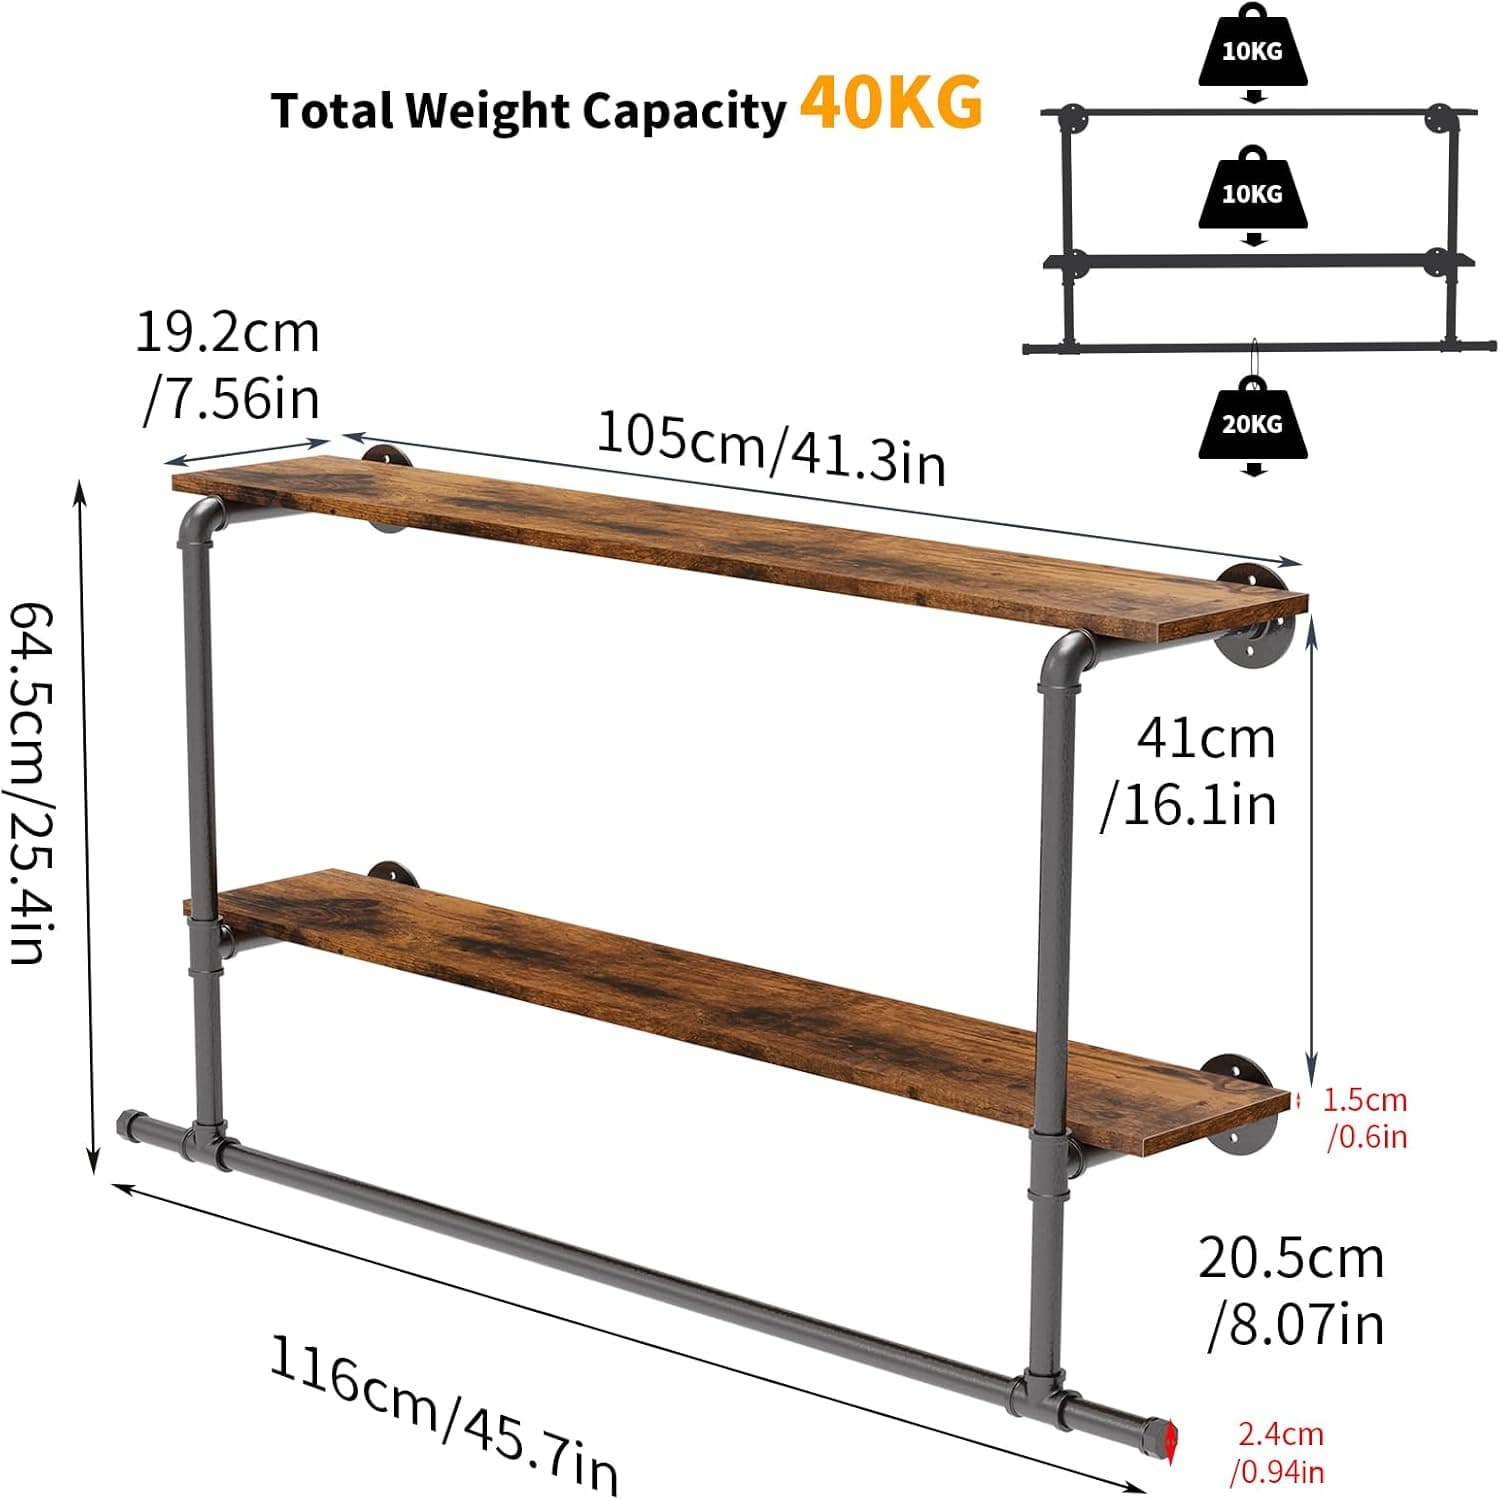 Total Weight Capacity 40KG
10KG
10KG
20KG
19.2cm
/7.56in
105cm/41.3in
64.5cm/25.4in
41cm
/16.1in
1.5cm
/0.6in
20.5cm
/8.07in
116cm/45.7in
2.4cm
/0.94in